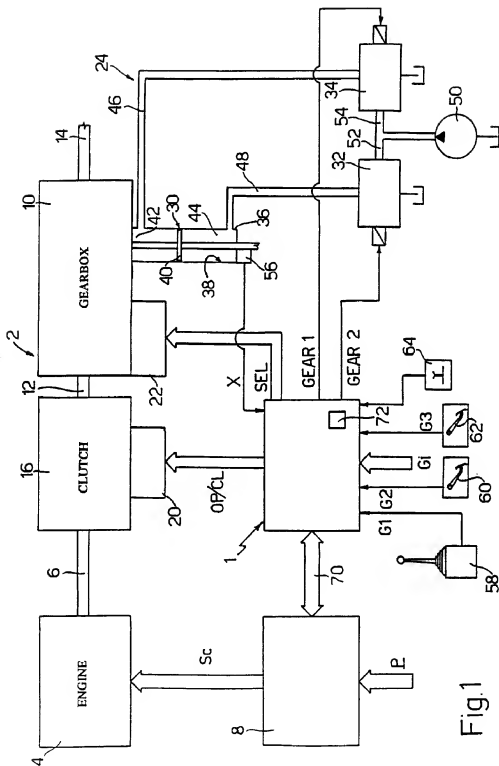 2
4
ENGINE
6
16
CLUTCH
12
10
GEARBOX
14
24
46
20
22
42
30
44
40
38
36
48
56
Sc
OP/CL
X
SEL
GEAR 1
GEAR 2
32
34
52
54
50
1
72
64
70
8
P
G1
G2
Gi
G3
58
60
62
Fig.1